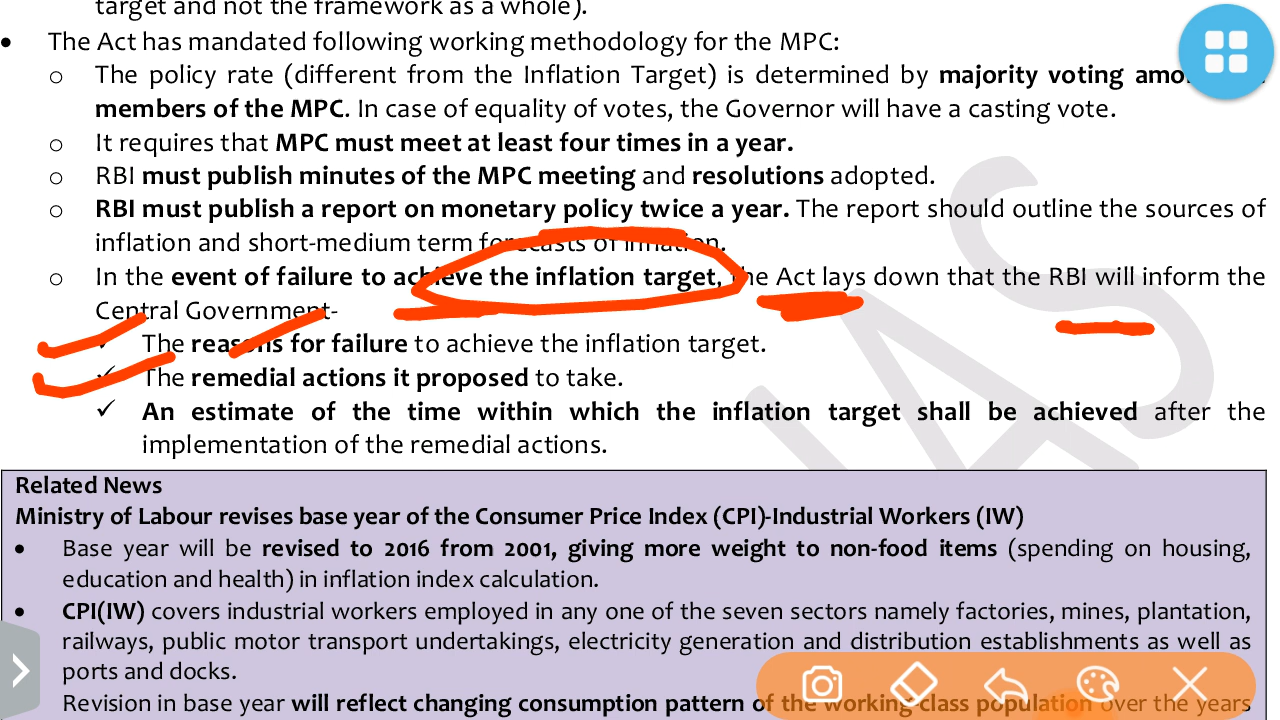 target and not the framework as a whole).
• The Act has mandated following working methodology for the MPC:
o The policy rate (different from the Inflation Target) is determined by majority voting
members of the MPC. In case of equality of votes, the Governor will have a casting vote.
o It requires that MPC must meet at least four times in a year.
o RBI must publish minutes of the MPC meeting and resolutions adopted.
o RBI must publish a report on monetary policy twice a year. The report should outline the sources of
inflation and short-medium term forecasts of inflation.
o In the event of failure to achieve the inflation target, the Act lays down that the RBI will inform the
Central Government-
✓ The reasons for failure to achieve the inflation target.
✓ The remedial actions it proposed to take.
✓ An estimate of the time within which the inflation target shall be achieved after the
implementation of the remedial actions.
IAS
Related News
Ministry of Labour revises base year of the Consumer Price Index (CPI)-Industrial Workers (IW)
• Base year will be revised to 2016 from 2001, giving more weight to non-food items (spending on housing,
education and health) in inflation index calculation.
• CPI(IW) covers industrial workers employed in any one of the seven sectors namely factories, mines, plantation,
railways, public motor transport undertakings, electricity generation and distribution establishments as well as
ports and docks.
Revision in base year will reflect changing consumption pattern of the working class population over the years